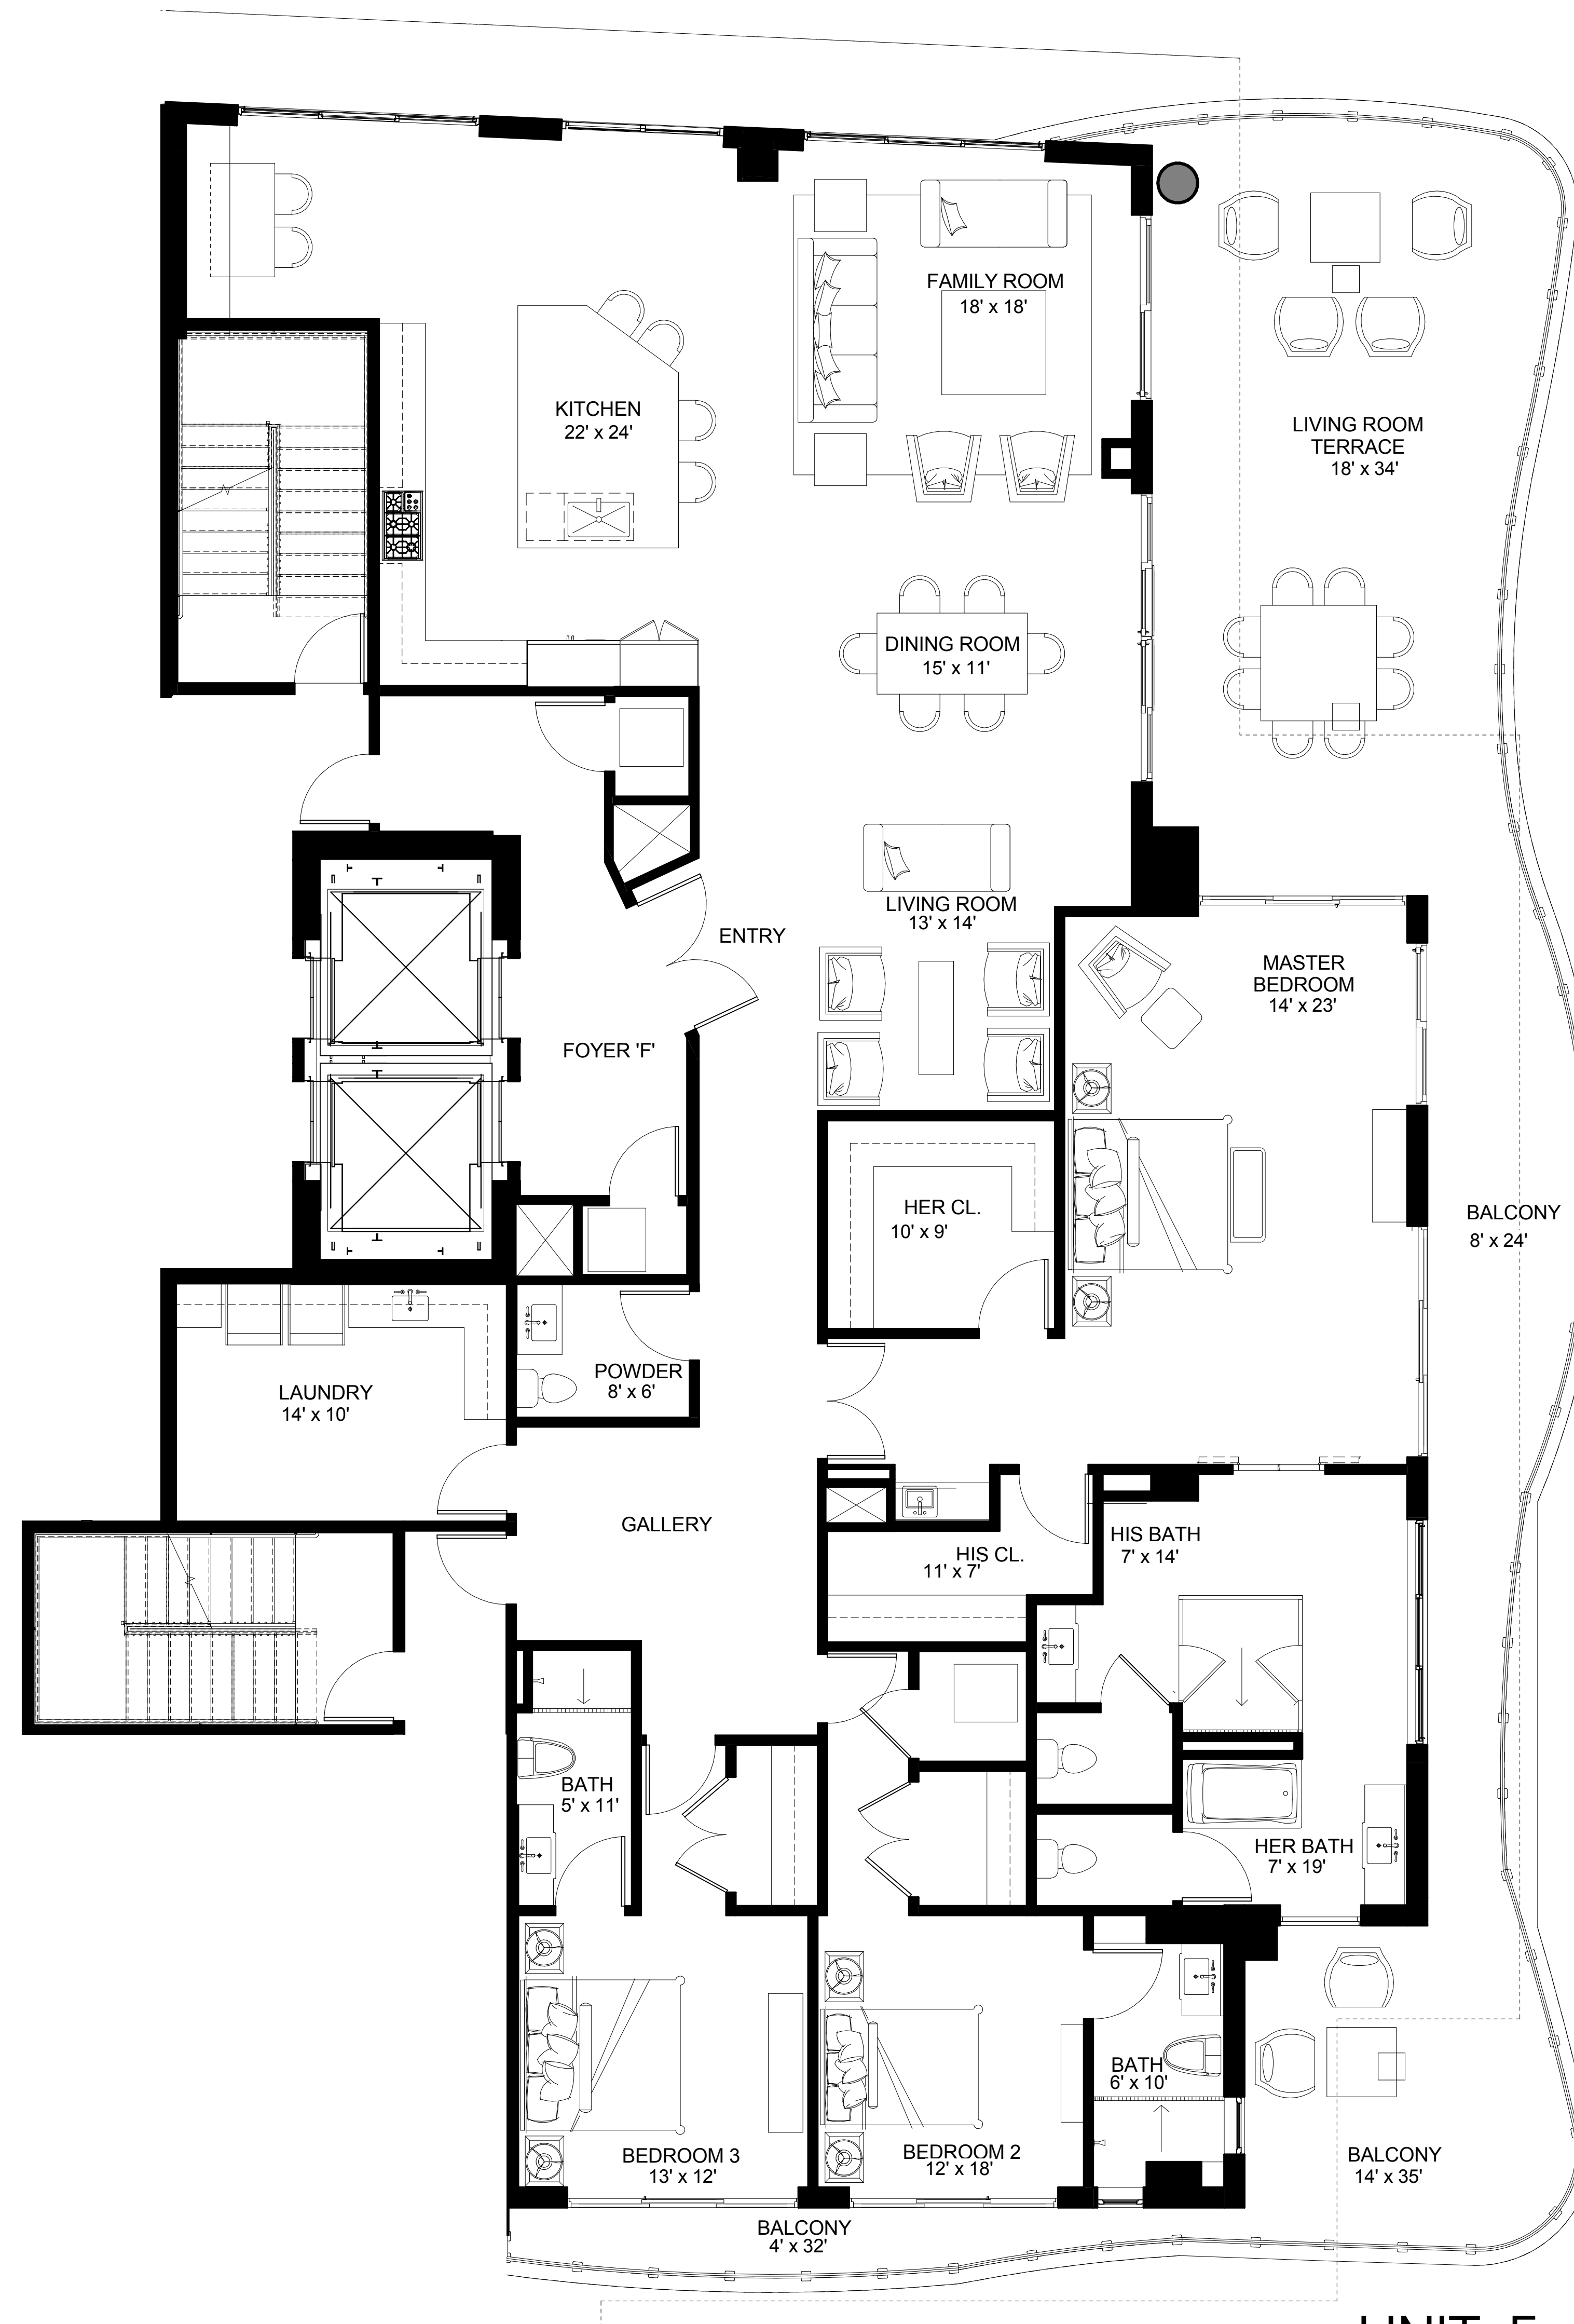 FAMILY ROOM
18' x 18'
KITCHEN
22' x 24'
LIVING ROOM
TERRACE
18' x 34'
DINING ROOM
15' x 11'
LIVING ROOM
13' x 14'
ENTRY
MASTER
BEDROOM
14' x 23'
FOYER 'F'
HER CL.
10' x 9'
BALCONY
8' x 24'
POWDER
8' x 6'
LAUNDRY
14' x 10'
GALLERY
HIS BATH
7' x 14'
HIS CL.
11' x 7'
BATH
5' x 11'
HER BATH
7' x 19'
BATH
6' x 10'
BEDROOM 3
13' x 12'
BEDROOM 2
12' x 18'
BALCONY
14' x 35'
BALCONY
4' x 32'